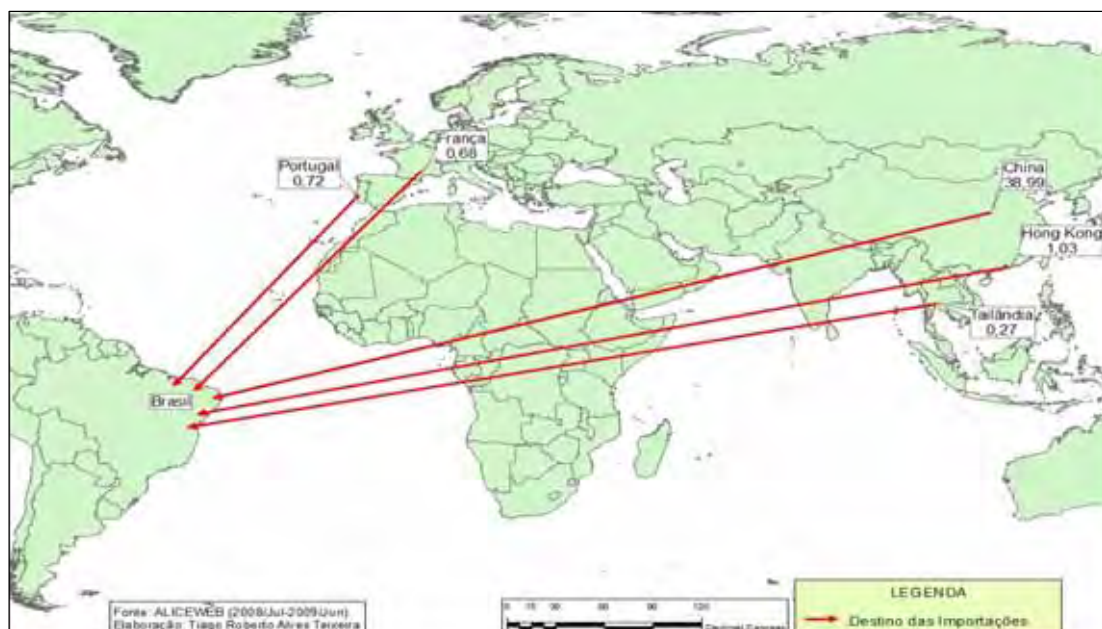 França
0,68
Portugal
0,72
China
38,99
Hong Kong
1,03
Tailândia
0,27
Brasil
Fonte: ALICEWEB (2008/Jul-2009/Jun)
Elaboração: Tiago Roberto Alves Teixeira
LEGENDA
Destino das Importações